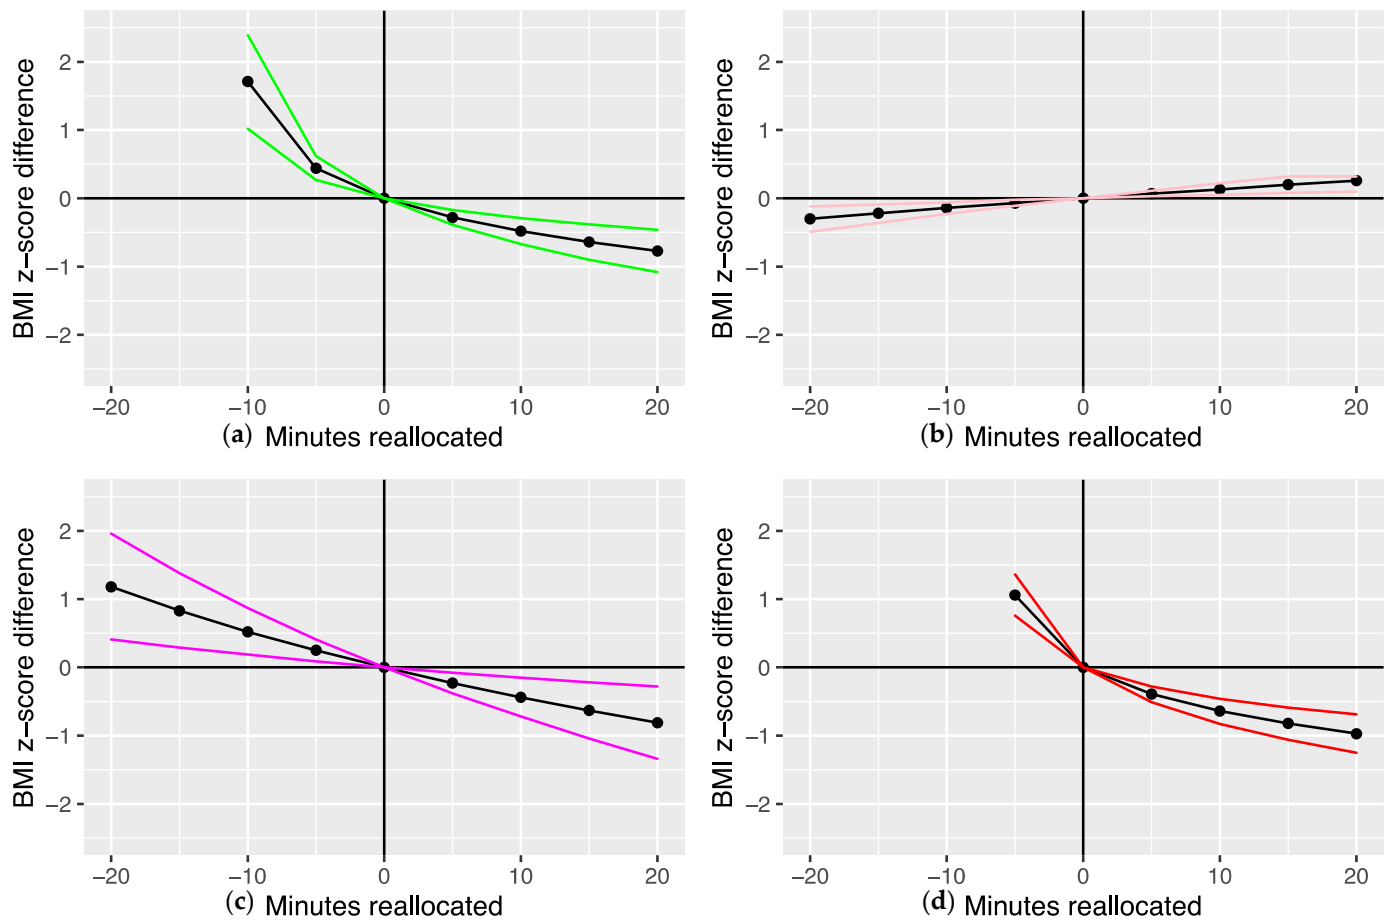 BMI z−score difference
2
1
0
−1
−2
−20 −10 0 10 20
(a) Minutes reallocated
BMI z−score difference
2
1
0
−1
−2
−20 −10 0 10 20
(b) Minutes reallocated
BMI z−score difference
2
1
0
−1
−2
−20 −10 0 10 20
(c) Minutes reallocated
BMI z−score difference
2
1
0
−1
−2
−20 −10 0 10 20
(d) Minutes reallocated